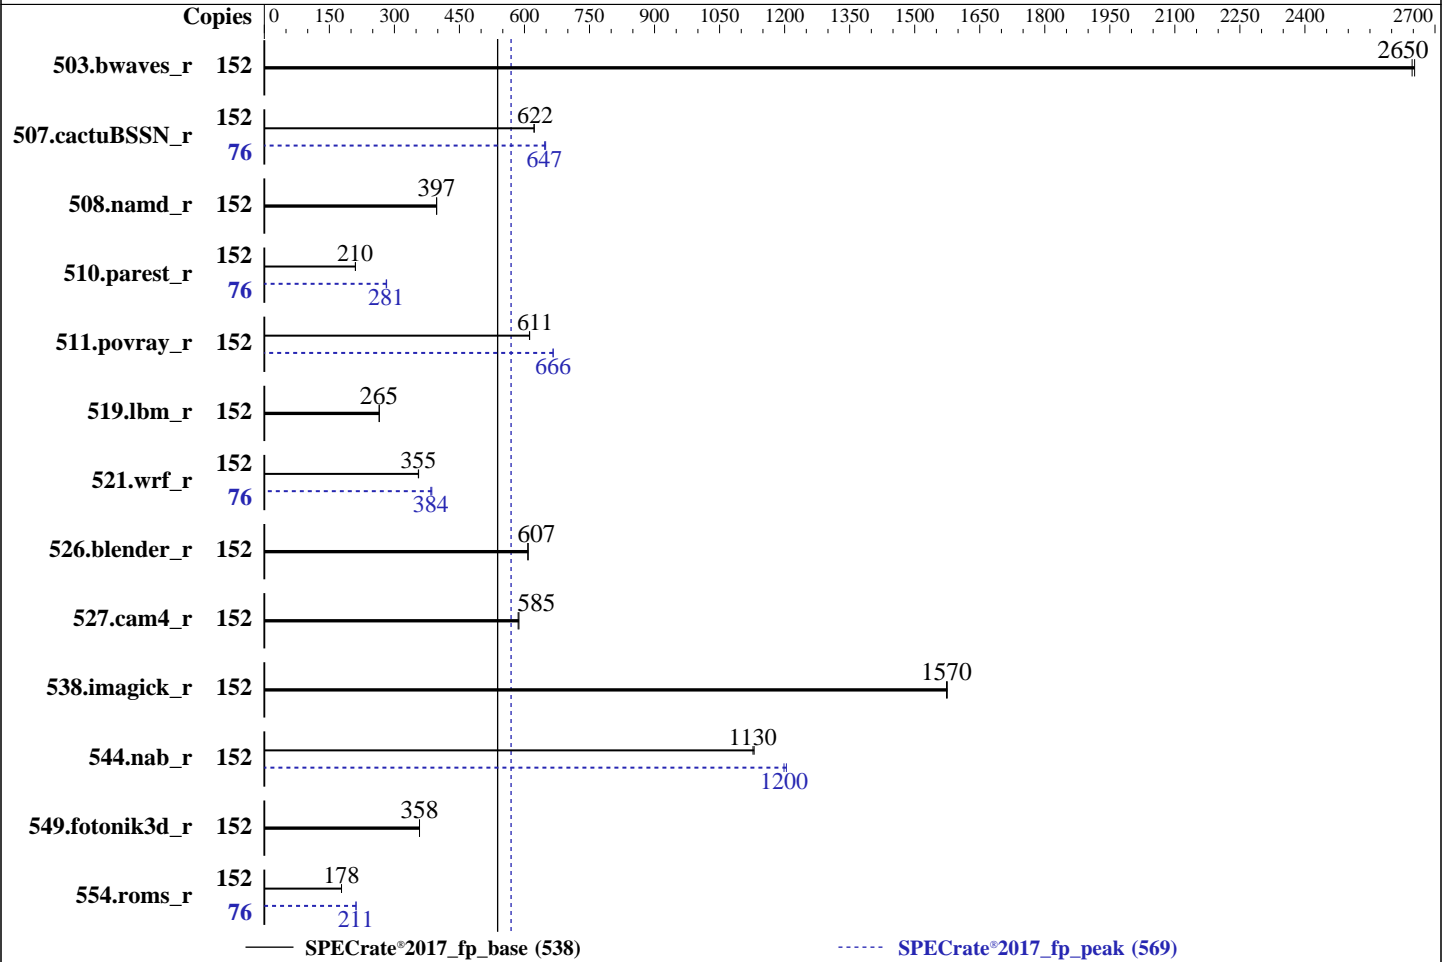 Copies 0 150 300 450 600 750 900 1050 1200 1350 1500 1650 1800 1950 2100 2250 2400 2700
503.bwaves_r 152 2650
507.cactuBSSN_r 152 622
76 647
508.namd_r 152 397
510.parest_r 152 210
76 281
511.povray_r 152 611
666
519.lbm_r 152 265
521.wrf_r 152 355
76 384
526.blender_r 152 607
527.cam4_r 152 585
538.imagick_r 152 1570
544.nab_r 152 1130
1200
549.fotonik3d_r 152 358
554.roms_r 152 178
76 211
SPECrate®2017_fp_base (538) SPECrate®2017_fp_peak (569)